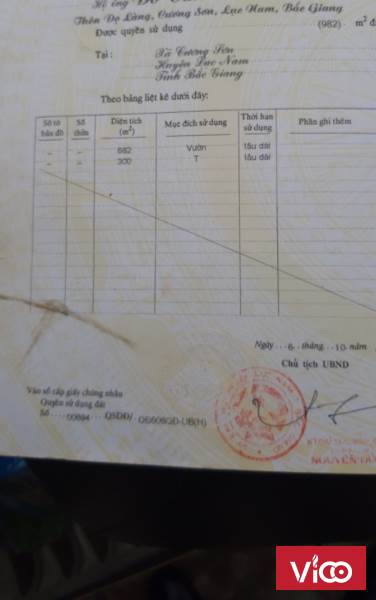 Hộ ông
Thôn Dọ Làng, Cương Sơn, Lục Nam, Bắc Giang
Được quyền sử dụng (982) m²
Tại : Xã Cương Sơn
Huyện Lục Nam
Tỉnh Bắc Giang
Theo bảng liệt kê dưới đây:
Số tờ bản đồ Số thửa Diện tích (m²) Mục đích sử dụng Thời hạn sử dụng Phần ghi thêm
– – 682 Vườn lâu dài
– – 300 T lâu dài
Ngày...6...tháng...10 năm
Chủ tịch UBND
Vào sổ cấp giấy chứng nhận
Quyền sử dụng đất
Số 00894 QSDĐ/
VICO